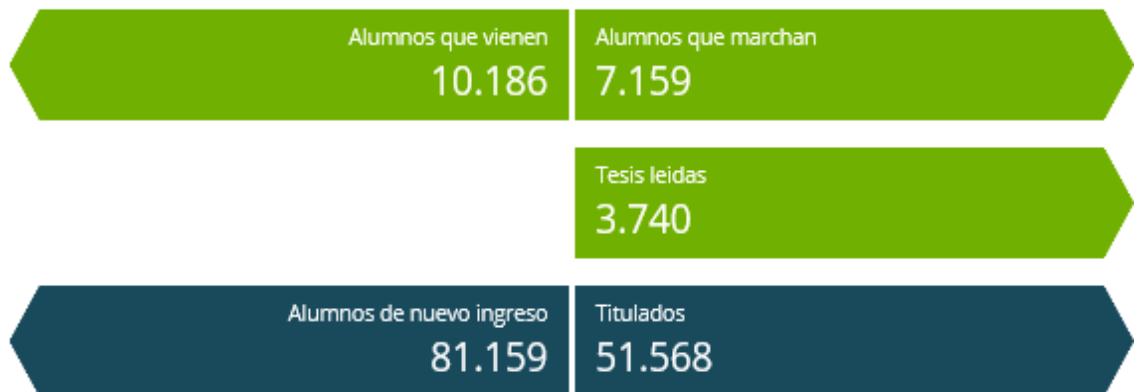 Alumnos que vienen
10.186
Alumnos que marchan
7.159
Tesis leidas
3.740
Alumnos de nuevo ingreso
81.159
Titulados
51.568